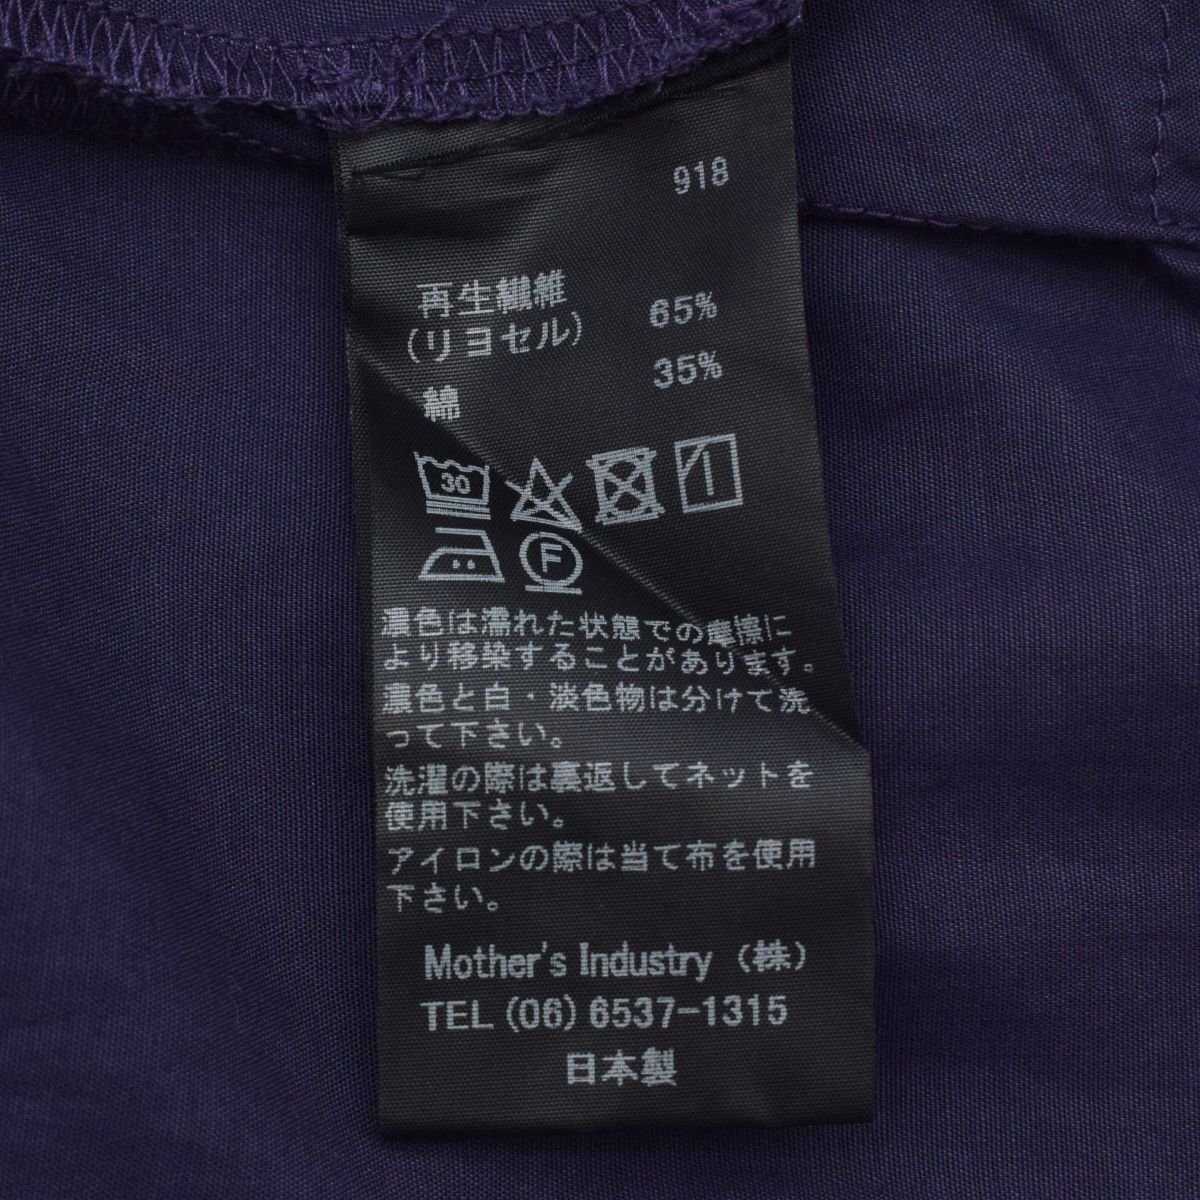 918
再生繊維
(リヨセル) 65%
綿 35%
30
F
濃色は濡れた状態での摩擦に
より移染することがあります。
濃色と白・淡色物は分けて洗
って下さい。
洗濯の際は裏返してネットを
使用下さい。
アイロンの際は当て布を使用
下さい。
Mother's Industry (株)
TEL (06) 6537-1315
日本製